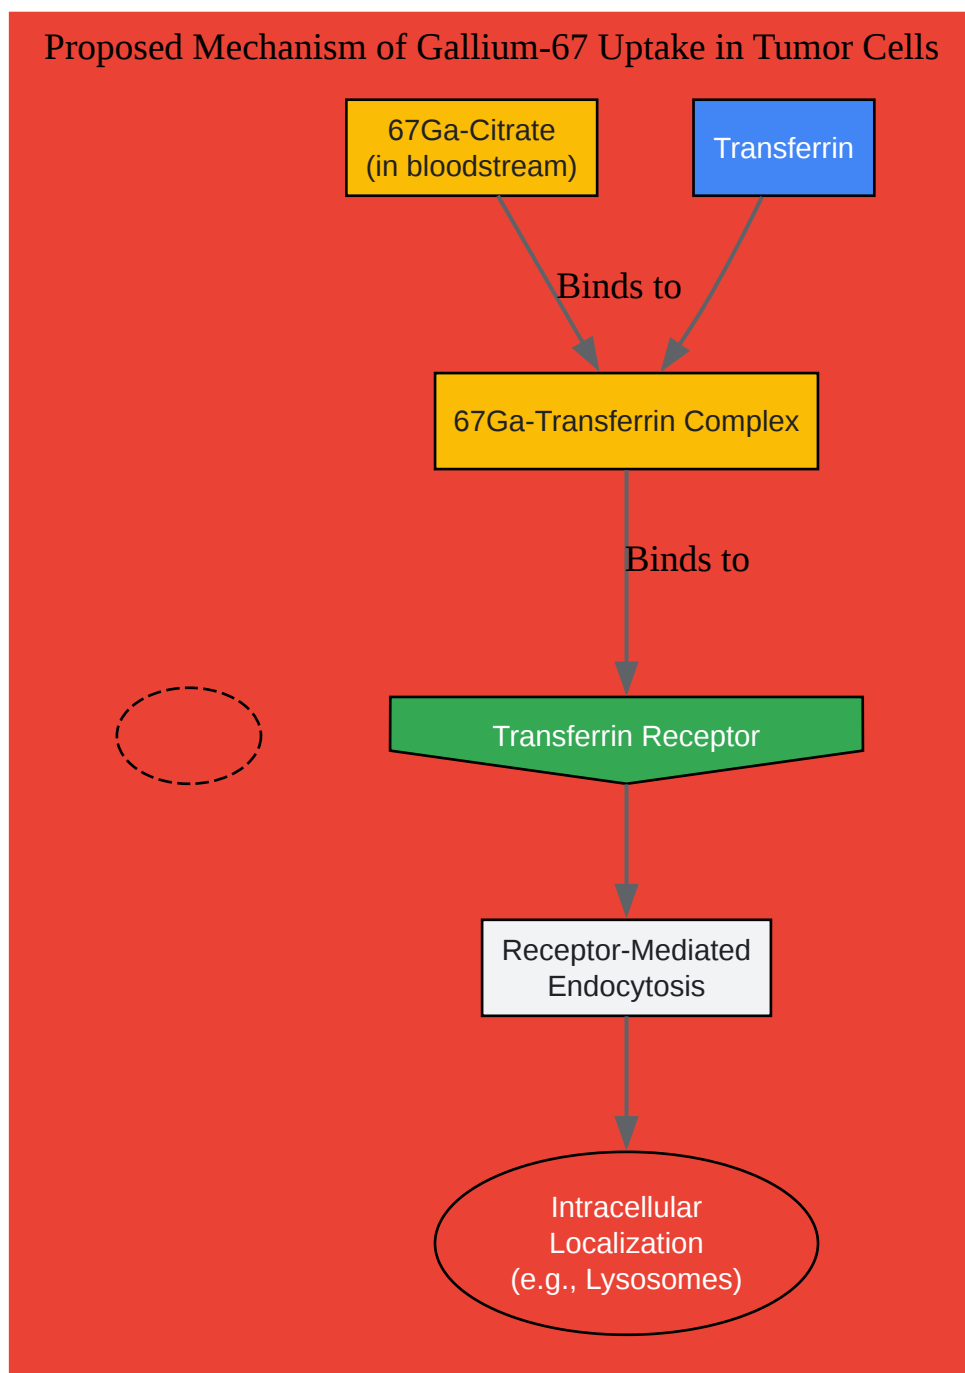 Proposed Mechanism of Gallium-67 Uptake in Tumor Cells
67Ga-Citrate
(in bloodstream)
Transferrin
Binds to
67Ga-Transferrin Complex
Binds to
Transferrin Receptor
Receptor-Mediated
Endocytosis
Intracellular
Localization
(e.g., Lysosomes)